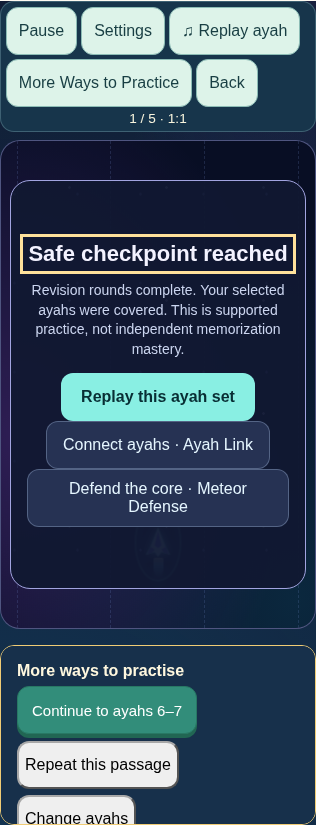 Pause
Settings
♫ Replay ayah
More Ways to Practice
Back
1 / 5 · 1:1
Safe checkpoint reached
Revision rounds complete. Your selected
ayahs were covered. This is supported
practice, not independent memorization
mastery.
Replay this ayah set
Connect ayahs · Ayah Link
Defend the core · Meteor
Defense
More ways to practise
Continue to ayahs 6–7
Repeat this passage
Change ayahs